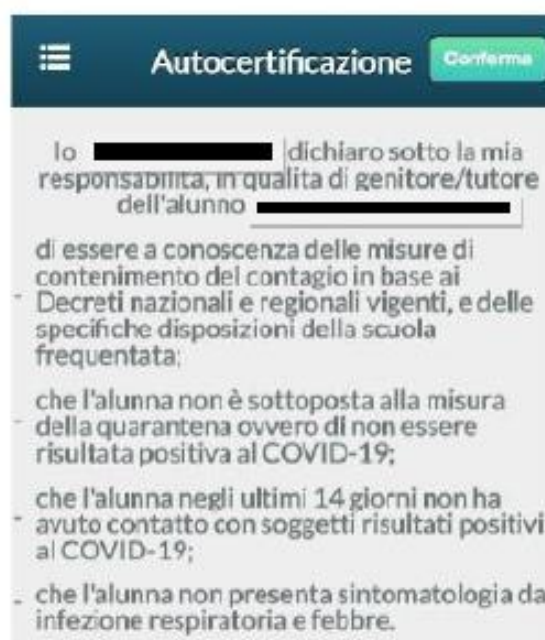 Autocertificazione Conferma
Io dichiaro sotto la mia
responsabilità, in qualità di genitore/tutore
dell'alunno
di essere a conoscenza delle misure di
contenimento del contagio in base ai
- Decreti nazionali e regionali vigenti, e delle
specifiche disposizioni della scuola
frequentata;
che l'alunna non è sottoposta alla misura
- della quarantena ovvero di non essere
risultata positiva al COVID-19;
che l'alunna negli ultimi 14 giorni non ha
- avuto contatto con soggetti risultati positivi
al COVID-19;
- che l'alunna non presenta sintomatologia da
infezione respiratoria e febbre.